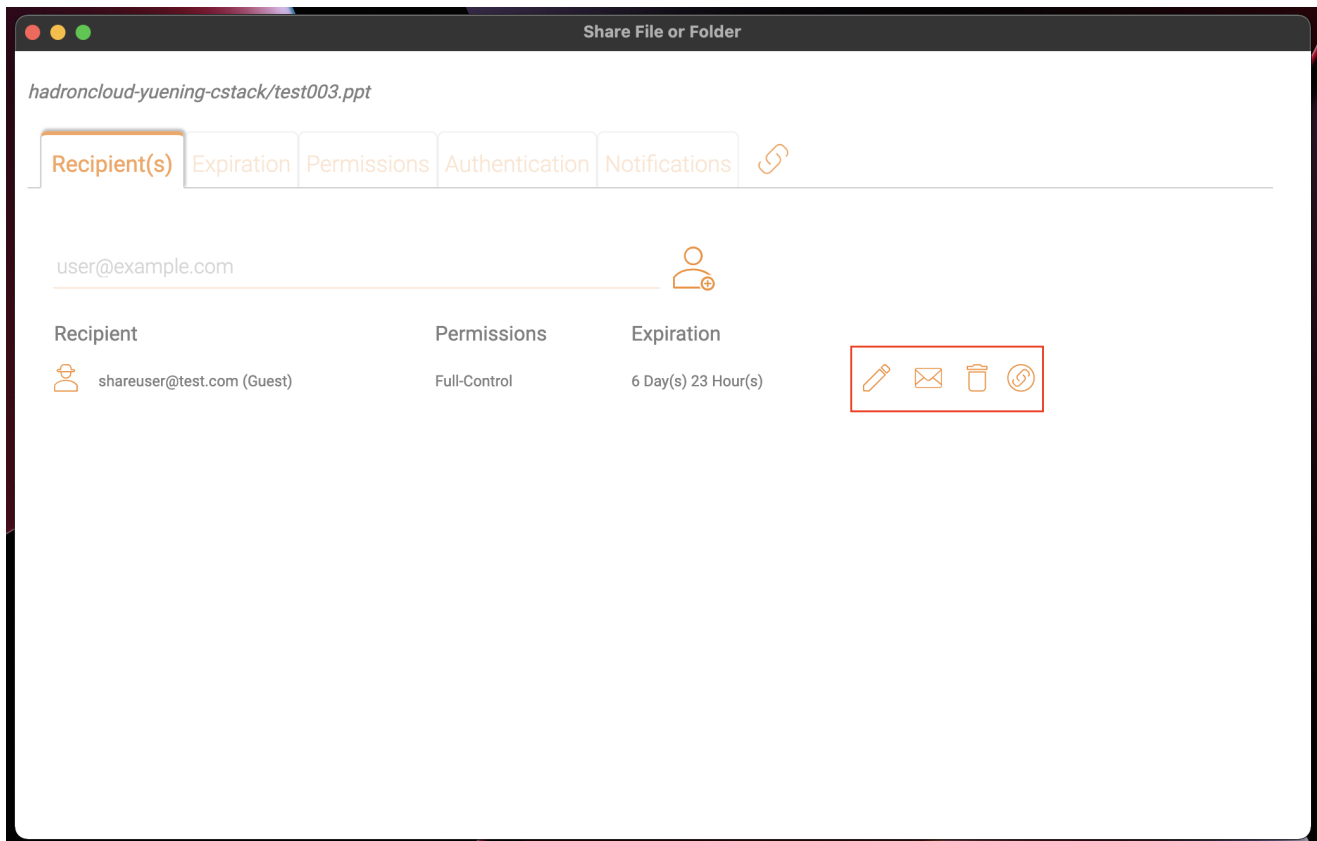 Share File or Folder
hadroncloud-yuening-cstack/test003.ppt
Recipient(s) Expiration Permissions Authentication Notifications
user@example.com
Recipient Permissions Expiration
shareuser@test.com (Guest) Full-Control 6 Day(s) 23 Hour(s)